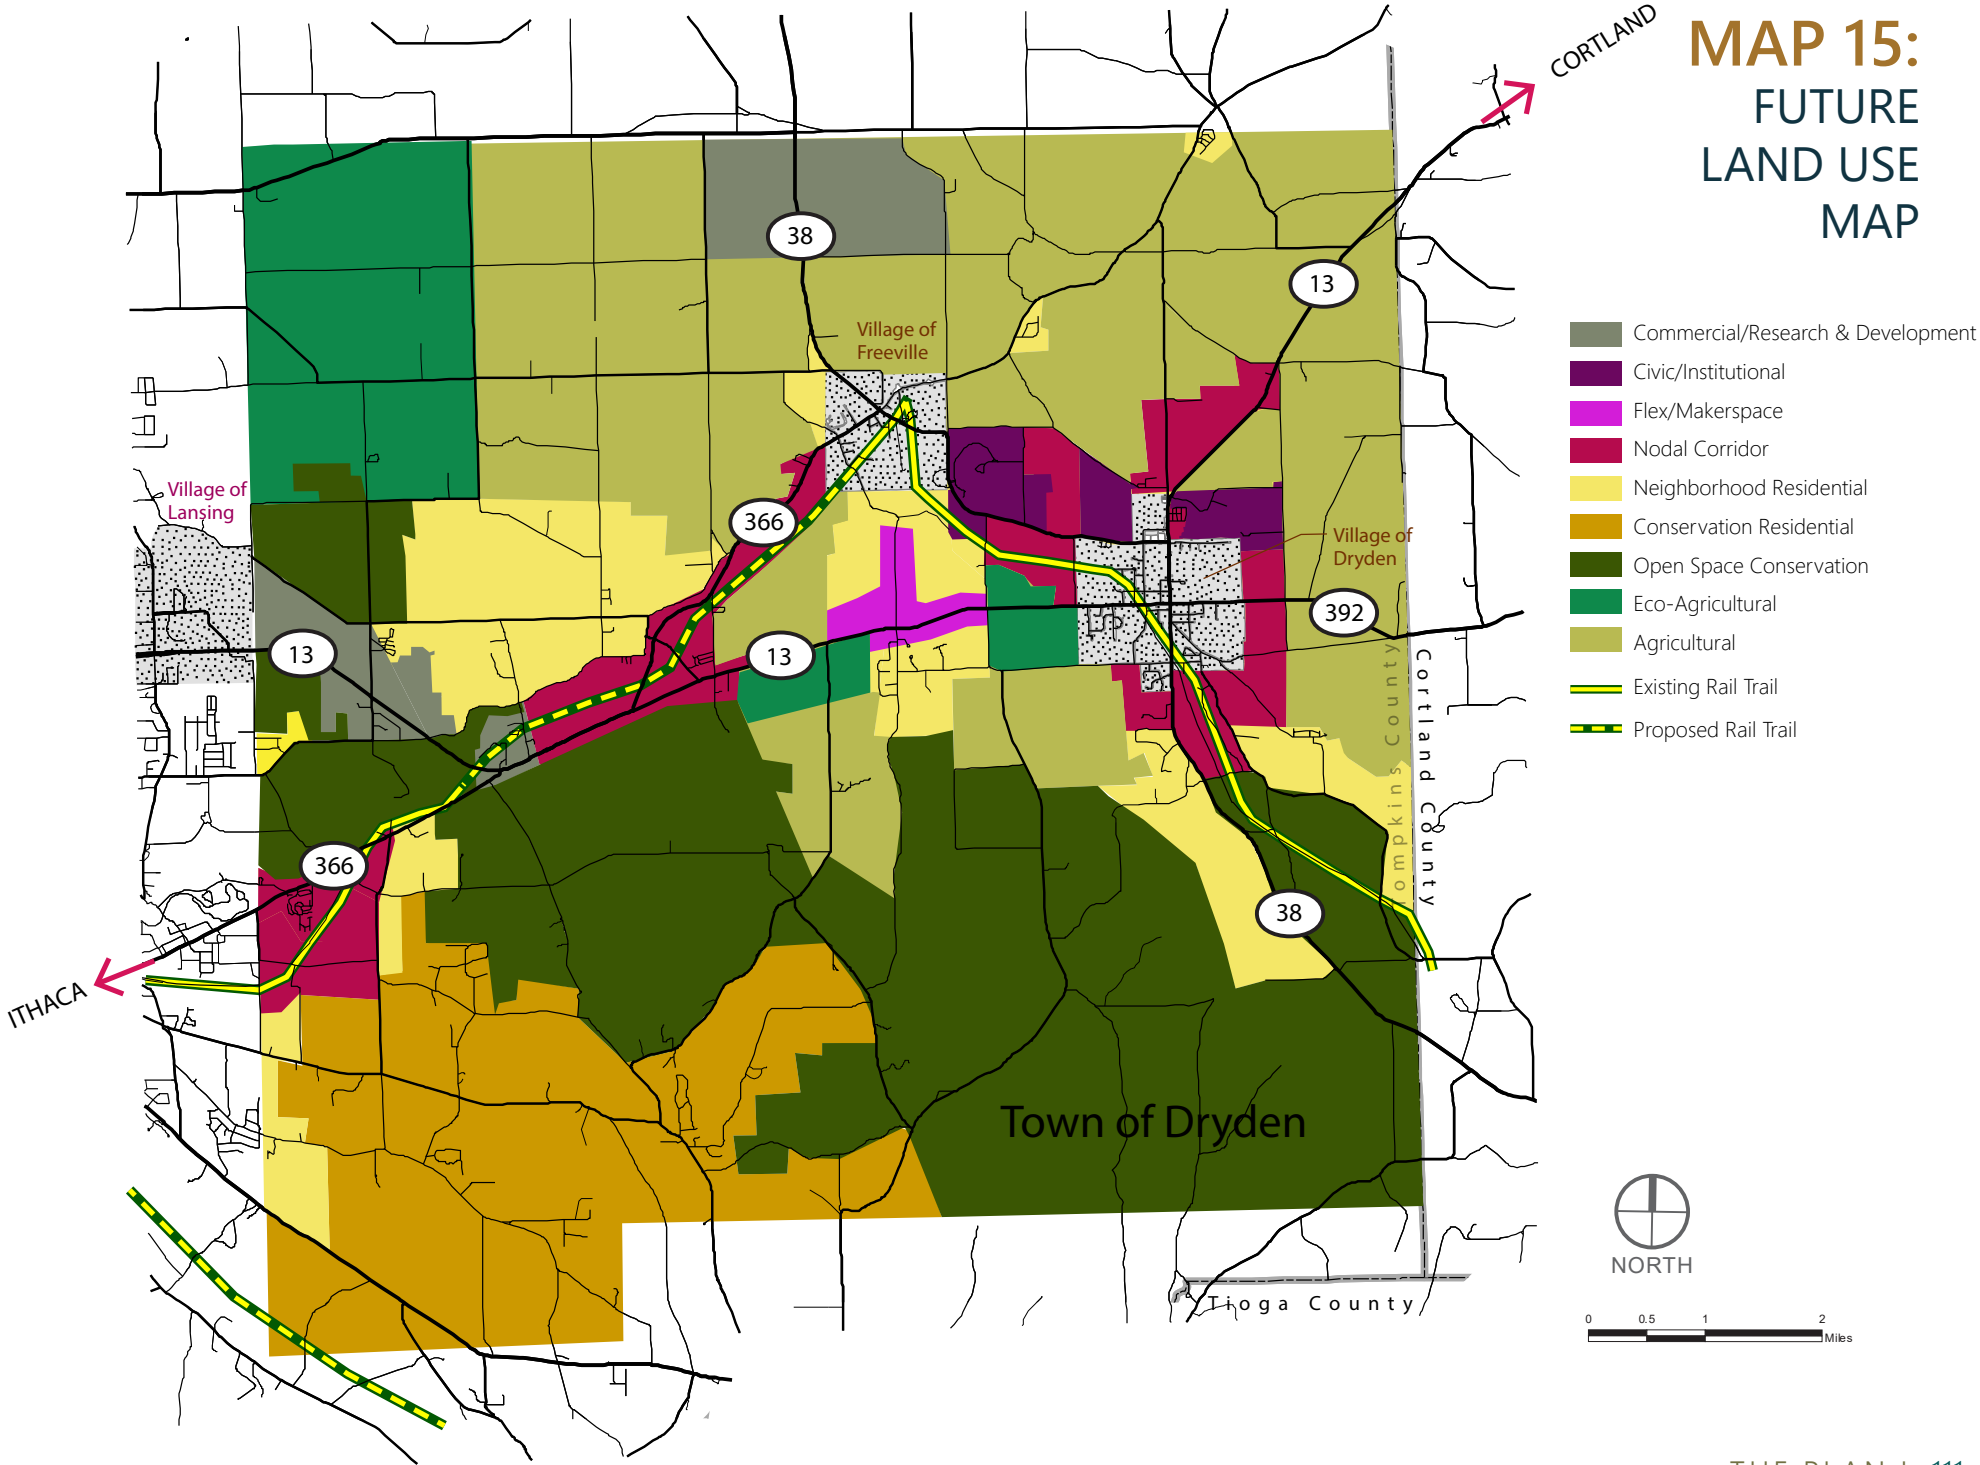 MAP 15:
FUTURE
LAND USE
MAP
CORTLAND
38
13
Village of
Freeville
Village of
Lansing
366
Village of
Dryden
392
13
13
366
38
ITHACA
Tompkins County
Cortland County
Town of Dryden
Tioga County
Commercial/Research & Development
Civic/Institutional
Flex/Makerspace
Nodal Corridor
Neighborhood Residential
Conservation Residential
Open Space Conservation
Eco-Agricultural
Agricultural
Existing Rail Trail
Proposed Rail Trail
NORTH
0 0.5 1 2
Miles
THE PLAN | 111